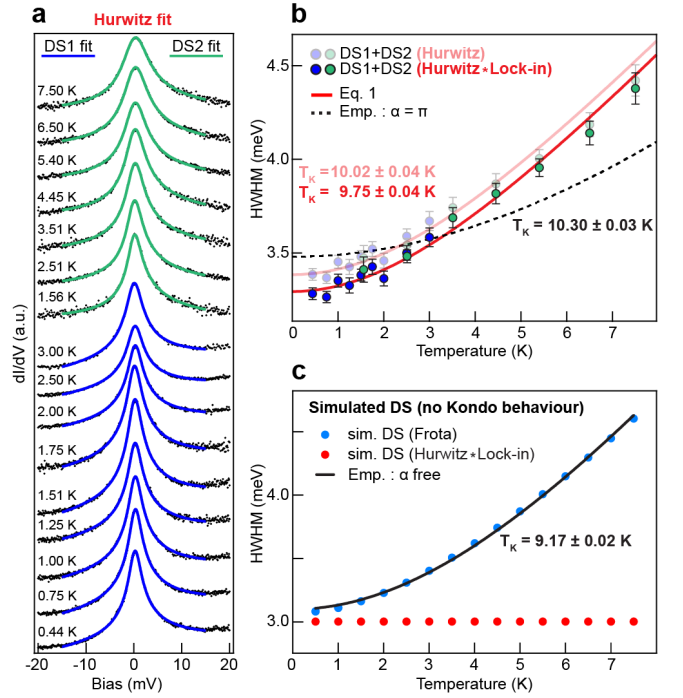 a
Hurwitz fit
DS1 fit
DS2 fit
7.50 K
6.50 K
5.40 K
4.45 K
3.51 K
2.51 K
1.56 K
3.00 K
2.50 K
2.00 K
1.75 K
1.51 K
1.25 K
1.00 K
0.75 K
0.44 K
dI/dV (a.u.)
-20 -10 0 10 20
Bias (mV)
b
DS1+DS2 (Hurwitz)
DS1+DS2 (Hurwitz*Lock-in)
Eq. 1
Emp. : α = π
TK = 10.02 ± 0.04 K
TK = 9.75 ± 0.04 K
TK = 10.30 ± 0.03 K
4.5
4.0
3.5
HWHM (meV)
0 1 2 3 4 5 6 7
Temperature (K)
c
Simulated DS (no Kondo behaviour)
sim. DS (Frota)
sim. DS (Hurwitz*Lock-in)
Emp. : α free
TK = 9.17 ± 0.02 K
4.0
3.0
HWHM (meV)
0 1 2 3 4 5 6 7
Temperature (K)